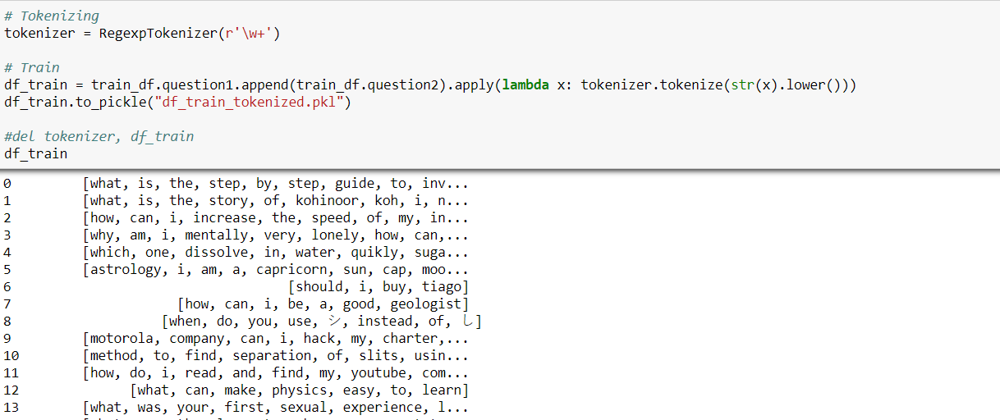 # Tokenizing
tokenizer = RegexpTokenizer(r'\w+')
# Train
df_train = train_df.question1.append(train_df.question2).apply(lambda x: tokenizer.tokenize(str(x).lower()))
df_train.to_pickle("df_train_tokenized.pkl")
#del tokenizer, df_train
df_train
0 [what, is, the, step, by, step, guide, to, inv...
1 [what, is, the, story, of, kohinoor, koh, i, n...
2 [how, can, i, increase, the, speed, of, my, in...
3 [why, am, i, mentally, very, lonely, how, can,...
4 [which, one, dissolve, in, water, quikly, suga...
5 [astrology, i, am, a, capricorn, sun, cap, moo...
6 [should, i, buy, tiago]
7 [how, can, i, be, a, good, geologist]
8 [when, do, you, use, シ, instead, of, し]
9 [motorola, company, can, i, hack, my, charter,...
10 [method, to, find, separation, of, slits, usin...
11 [how, do, i, read, and, find, my, youtube, com...
12 [what, can, make, physics, easy, to, learn]
13 [what, was, your, first, sexual, experience, l...